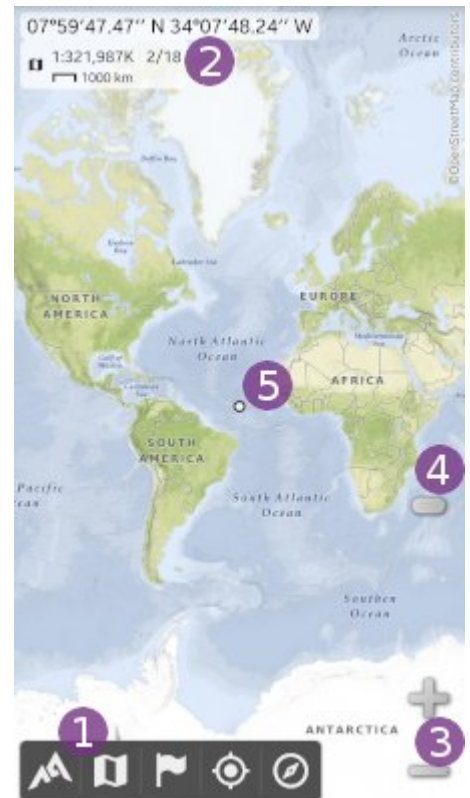 07°59′47.47′′ N 34°07′48.24′′ W
1:321,987K 2/18
2
1000 km
©OpenStreetMap contributors
Arctic
Ocean
Baffin Bay
Hudson
Bay
Labrador Sea
NORTH
AMERICA
EUROPE
North Atlantic
Ocean
Mediterranean
Sea
Gulf of
Mexico
Caribbean
Sea
5
AFRICA
SOUTH
AMERICA
4
Pacific
South Atlantic
Ocean
Southern
Ocean
ANTARCTICA
1
3